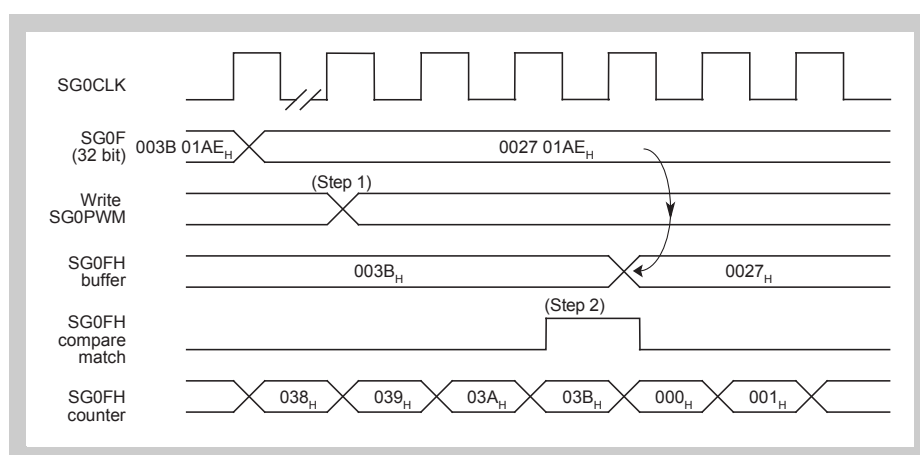 SG0CLK
SG0F
(32 bit)
003B 01AEH
0027 01AEH
(Step 1)
Write
SG0PWM
SG0FH
buffer
003BH
0027H
(Step 2)
SG0FH
compare
match
SG0FH
counter
038H
039H
03AH
03BH
000H
001H